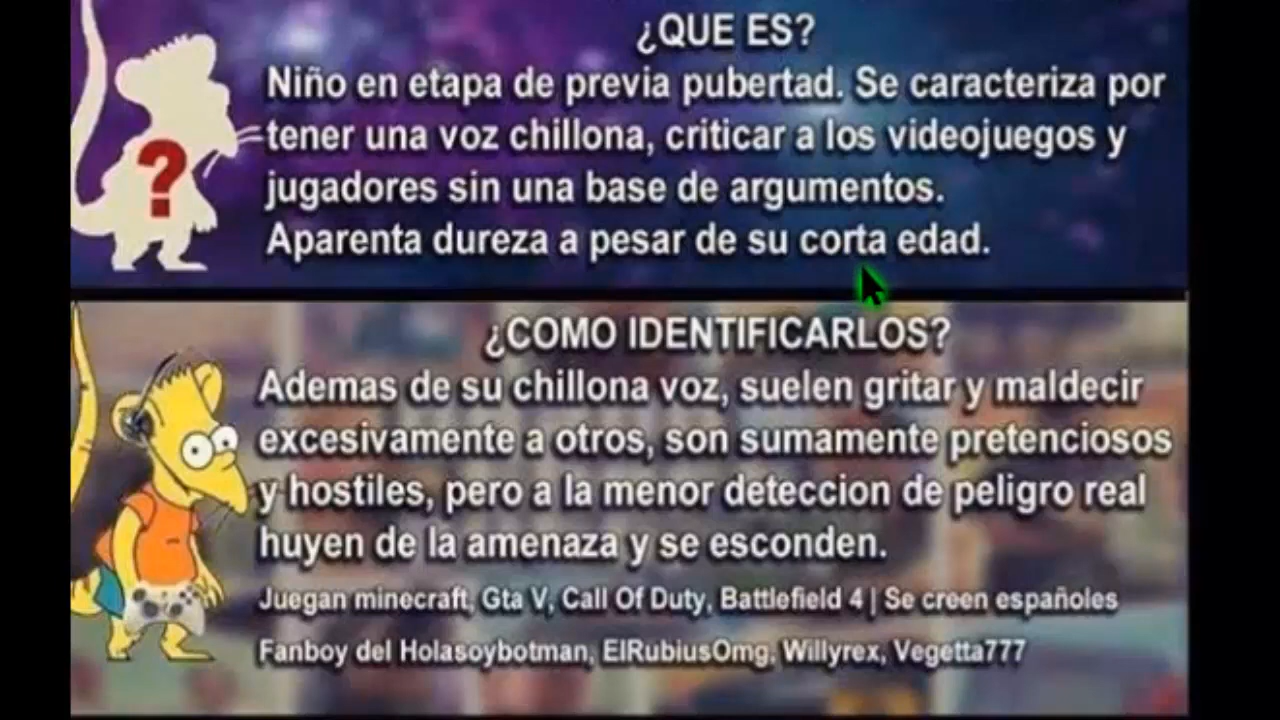 ¿QUE ES?
Niño en etapa de previa pubertad. Se caracteriza por
tener una voz chillona, criticar a los videojuegos y
jugadores sin una base de argumentos.
Aparenta dureza a pesar de su corta edad.
?
¿COMO IDENTIFICARLOS?
Ademas de su chillona voz, suelen gritar y maldecir
excesivamente a otros, son sumamente pretenciosos
y hostiles, pero a la menor deteccion de peligro real
huyen de la amenaza y se esconden.
Juegan minecraft, Gta V, Call Of Duty, Battlefield 4 | Se creen españoles
Fanboy del Holasoybotman, ElRubiusOmg, Willyrex, Vegetta777